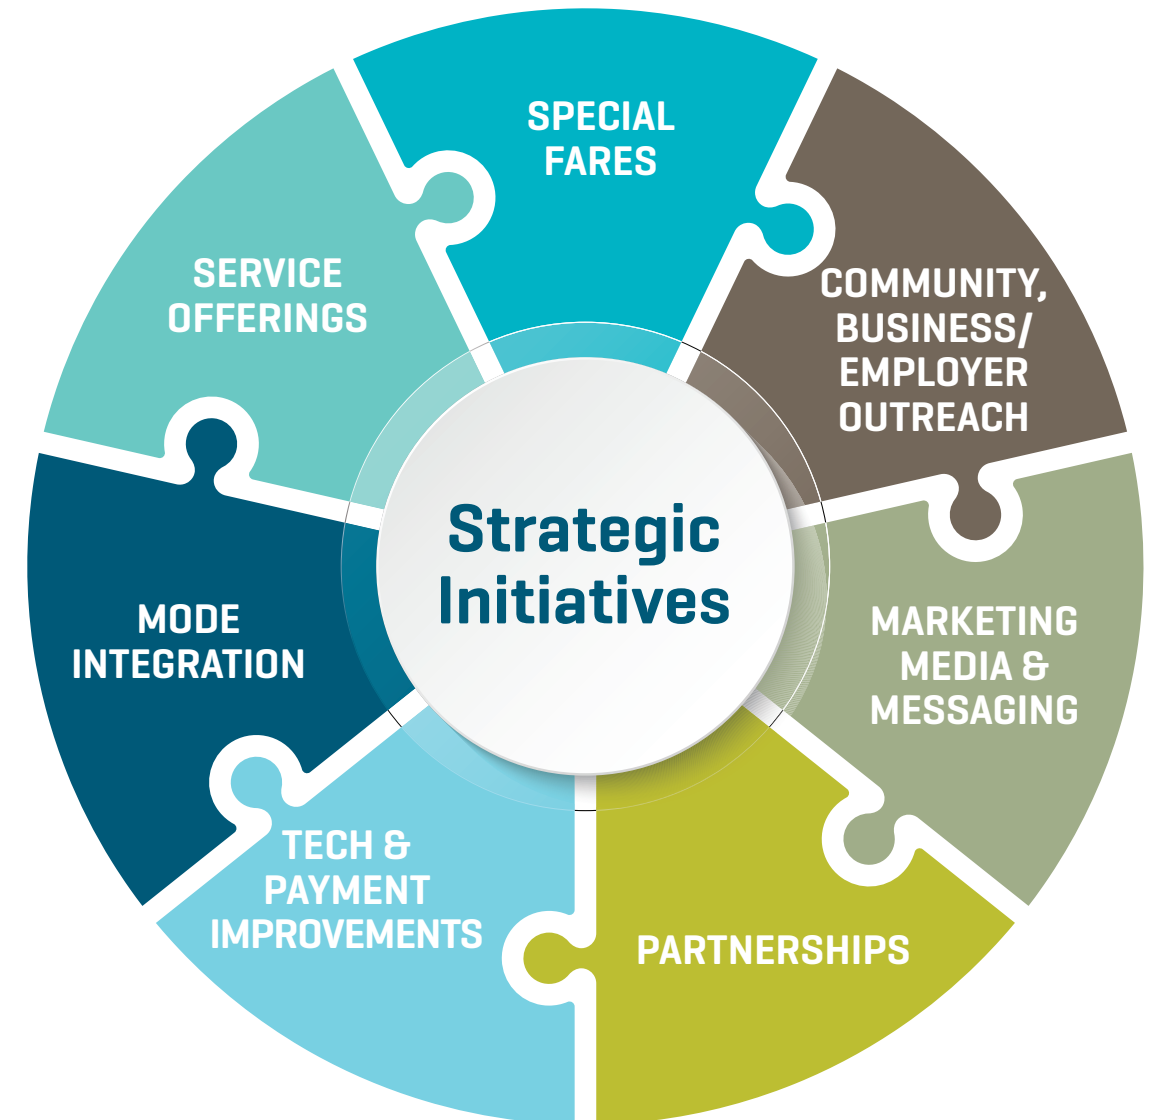 SPECIAL
FARES
COMMUNITY,
BUSINESS/
EMPLOYER
OUTREACH
MARKETING
MEDIA &
MESSAGING
PARTNERSHIPS
TECH &
PAYMENT
IMPROVEMENTS
MODE
INTEGRATION
SERVICE
OFFERINGS
Strategic
Initiatives